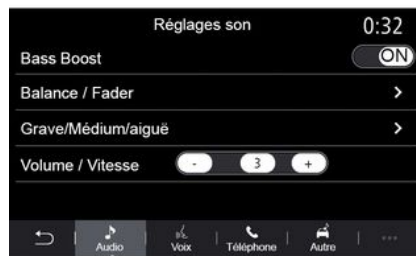 Réglages son 0:32
Bass Boost ON
Balance / Fader >
Grave/Médium/aiguë >
Volume / Vitesse - 3 +
Audio Voix Téléphone Autre ...